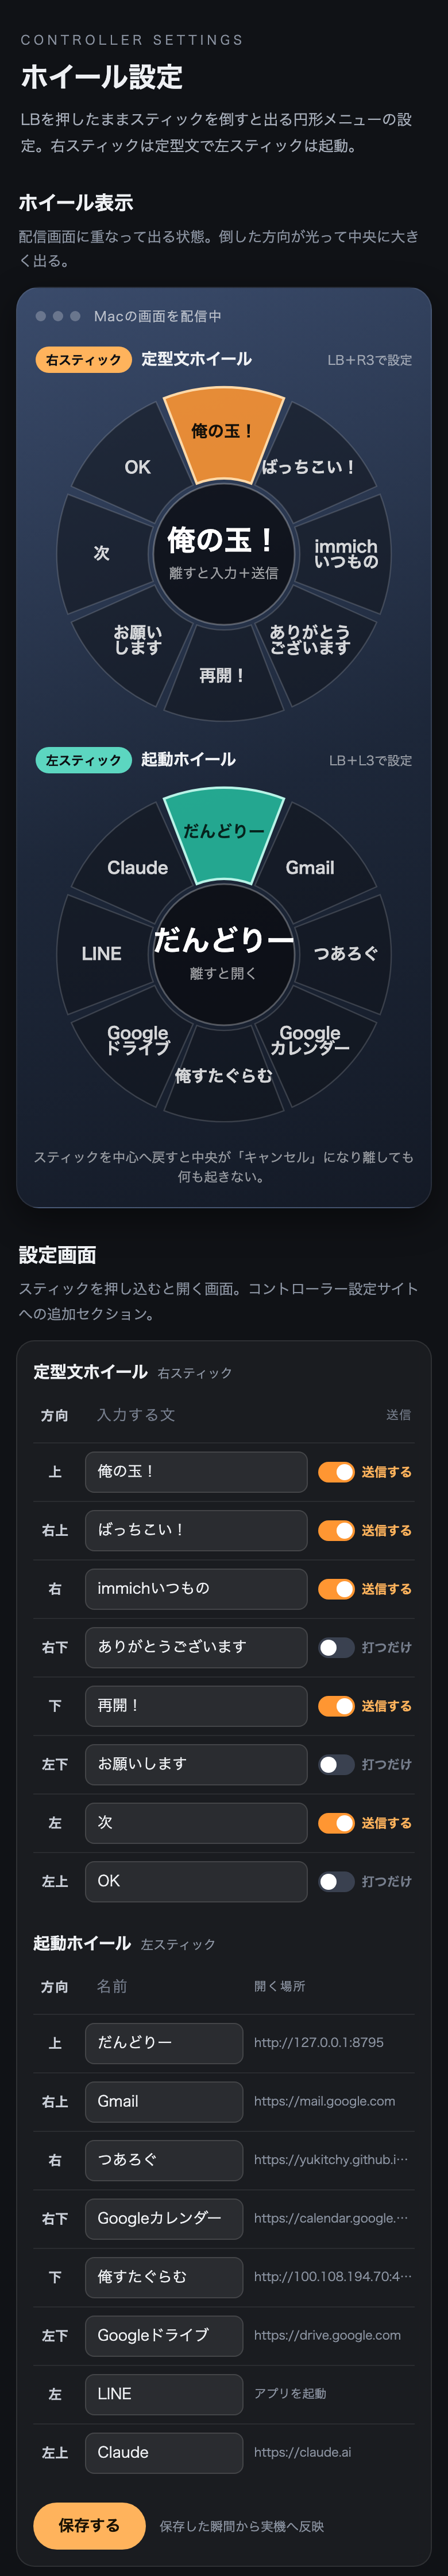 CONTROLLER SETTINGS
ホイール設定
LBを押したままスティックを倒すと出る円形メニューの設
定。右スティックは定型文で左スティックは起動。
ホイール表示
配信画面に重なって出る状態。倒した方向が光って中央に大き
く出る。
Macの画面を配信中
右スティック 定型文ホイール LB＋R3で設定
俺の玉！
OK
ばっちこい！
次
俺の玉！
離すと入力＋送信
immich
いつもの
お願い
します
ありがとう
ございます
再開！
左スティック 起動ホイール LB＋L3で設定
だんどりー
Claude
Gmail
LINE
だんどりー
離すと開く
つあろぐ
Google
ドライブ
Google
カレンダー
俺すたぐらむ
スティックを中心へ戻すと中央が「キャンセル」になり離しても
何も起きない。
設定画面
スティックを押し込むと開く画面。コントローラー設定サイト
への追加セクション。
定型文ホイール 右スティック
方向 入力する文 送信
上 俺の玉！ 送信する
右上 ばっちこい！ 送信する
右 immichいつもの 送信する
右下 ありがとうございます 打つだけ
下 再開！ 送信する
左下 お願いします 打つだけ
左 次 送信する
左上 OK 打つだけ
起動ホイール 左スティック
方向 名前 開く場所
上 だんどりー http://127.0.0.1:8795
右上 Gmail https://mail.google.com
右 つあろぐ https://yukitchy.github.i…
右下 Googleカレンダー https://calendar.google.…
下 俺すたぐらむ http://100.108.194.70:4…
左下 Googleドライブ https://drive.google.com
左 LINE アプリを起動
左上 Claude https://claude.ai
保存する 保存した瞬間から実機へ反映